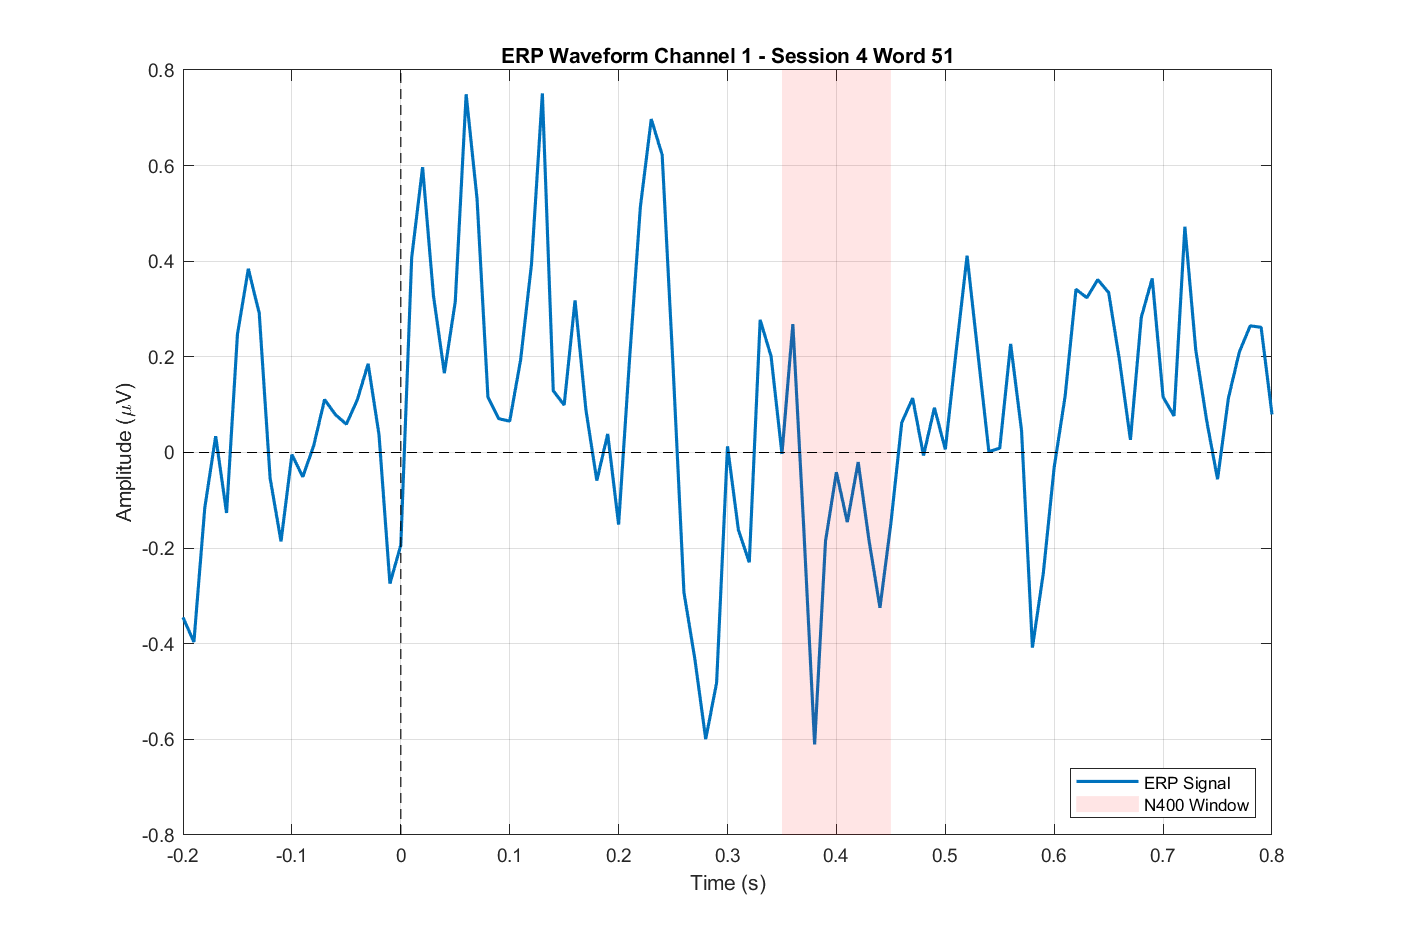 ERP Waveform Channel 1 - Session 4 Word 51
0.8
0.6
0.4
0.2
0
-0.2
-0.4
-0.6
-0.8
Amplitude (μV)
-0.2 -0.1 0 0.1 0.2 0.3 0.4 0.5 0.6 0.7 0.8
Time (s)
ERP Signal
N400 Window